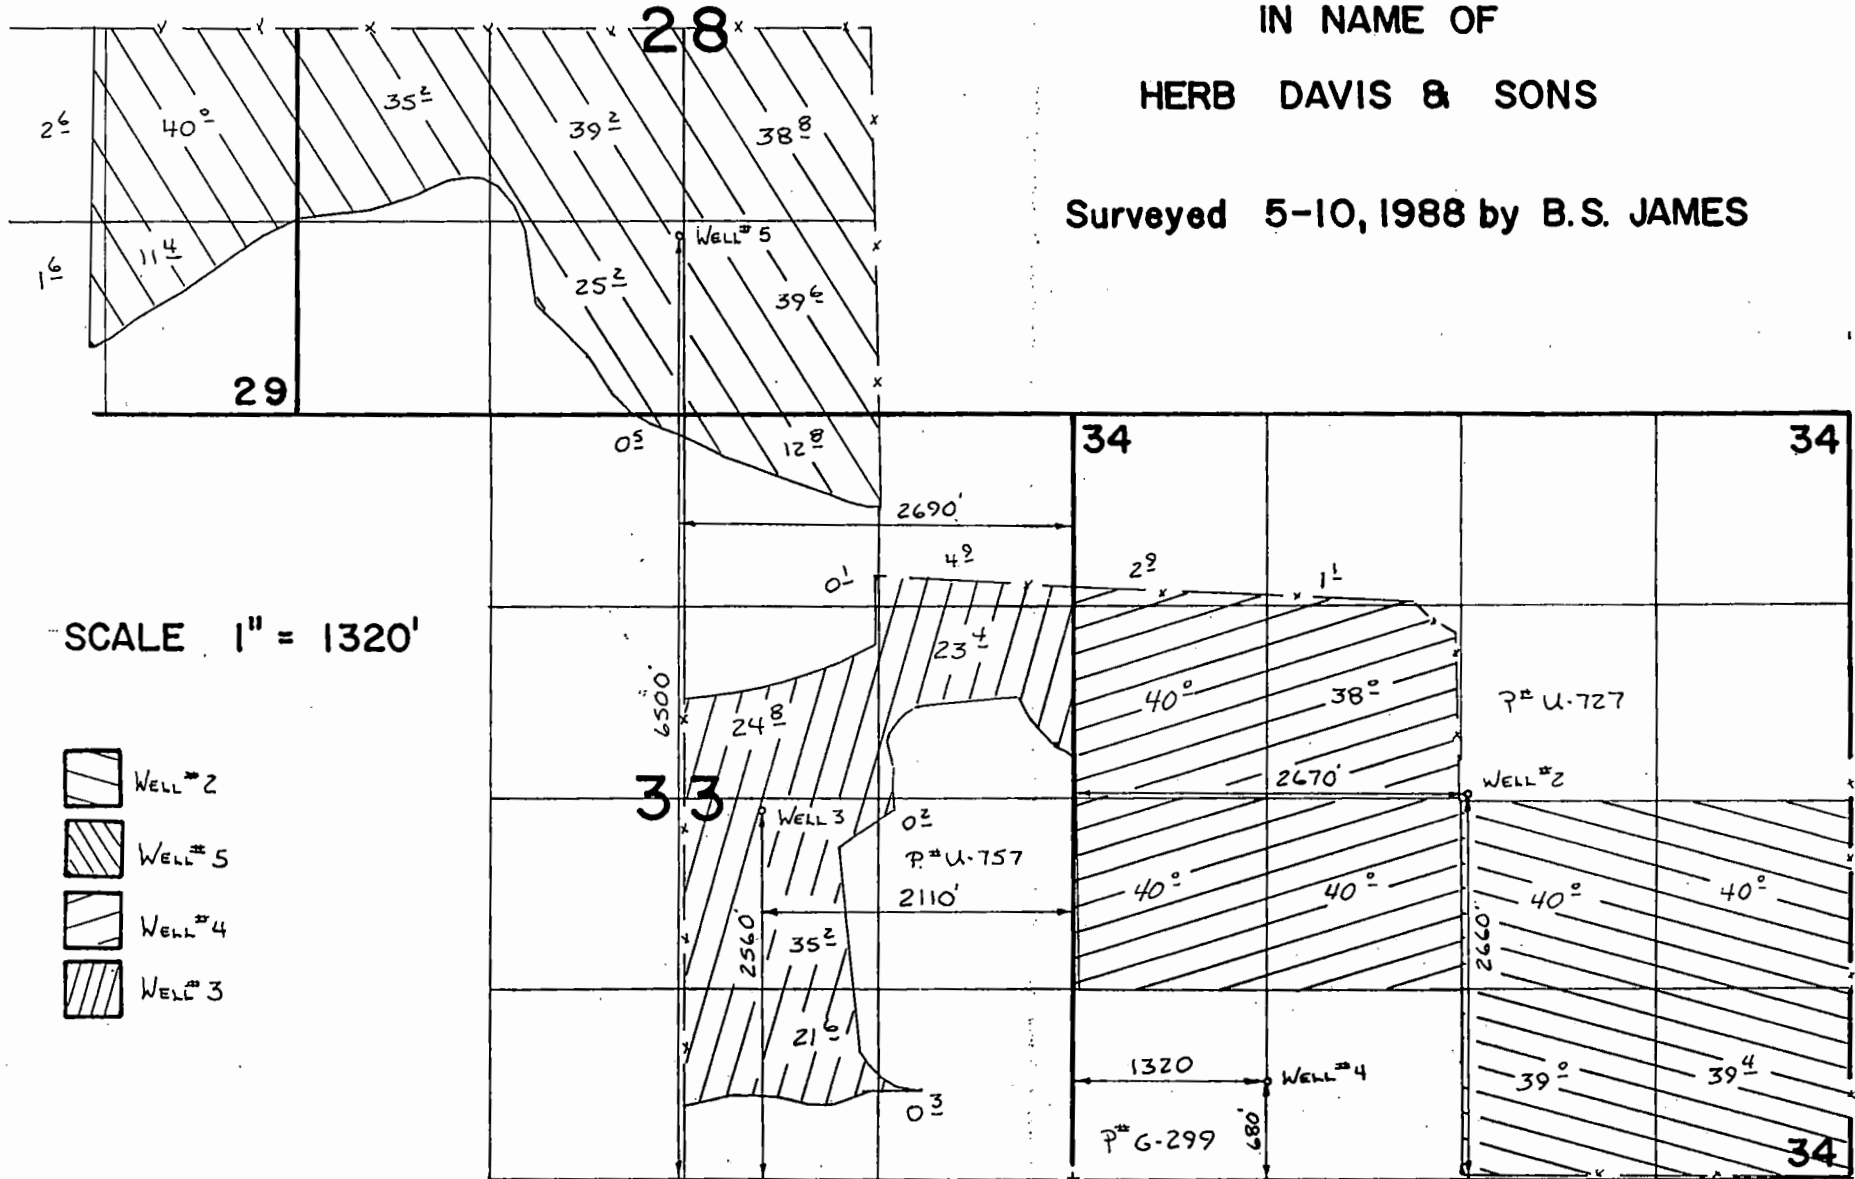 IN NAME OF
HERB DAVIS & SONS
Surveyed 5-10, 1988 by B.S. JAMES
28
2 6
40 0
35 2
39 2
38 8
1 6
11 4
WELL # 5
25 2
39 6
29
0 5
12 8
34
34
2690'
0 1
4 9
2 9
1 1
SCALE 1" = 1320'
23 4
6500'
24 8
40 0
38 0
P# U-727
33
WELL 3
0 2
2670'
WELL #2
WELL #2
WELL # 5
WELL #4
WELL # 3
P.# U-757
2110'
2560'
35 2
40 0
40 0
40 0
40 0
2660'
21 6
0 3
1320
WELL #4
680'
P# G-299
39 0
39 4
34